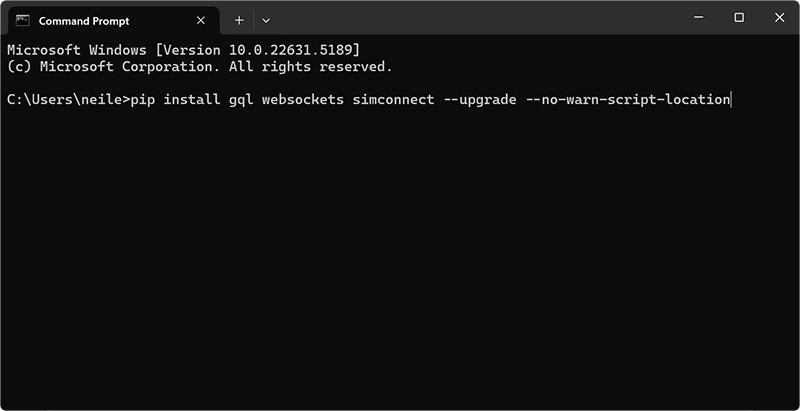 Command Prompt
Microsoft Windows [Version 10.0.22631.5189]
(c) Microsoft Corporation. All rights reserved.
C:\Users\neile>pip install gql websockets simconnect --upgrade --no-warn-script-location